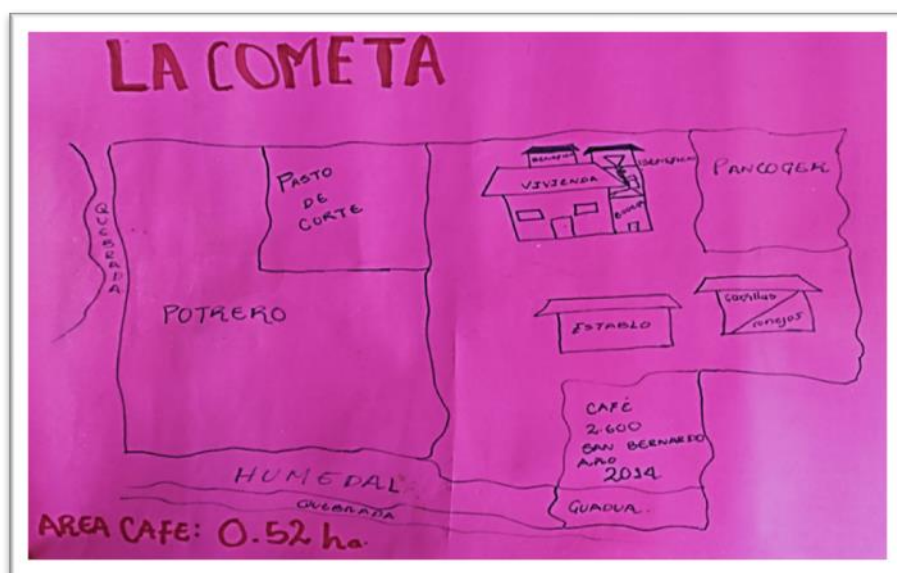 LA COMETA
QUEBRADA
PASTO
DE
CORTE
POTRERO
VIVIENDA
PANCOGER
ESTABLO
conejos
CAFÉ
2.600
SAN BERNARDO
AÑO
2014
GUADUA
HUMEDAL
QUEBRADA
AREA CAFE: 0.52 ha.